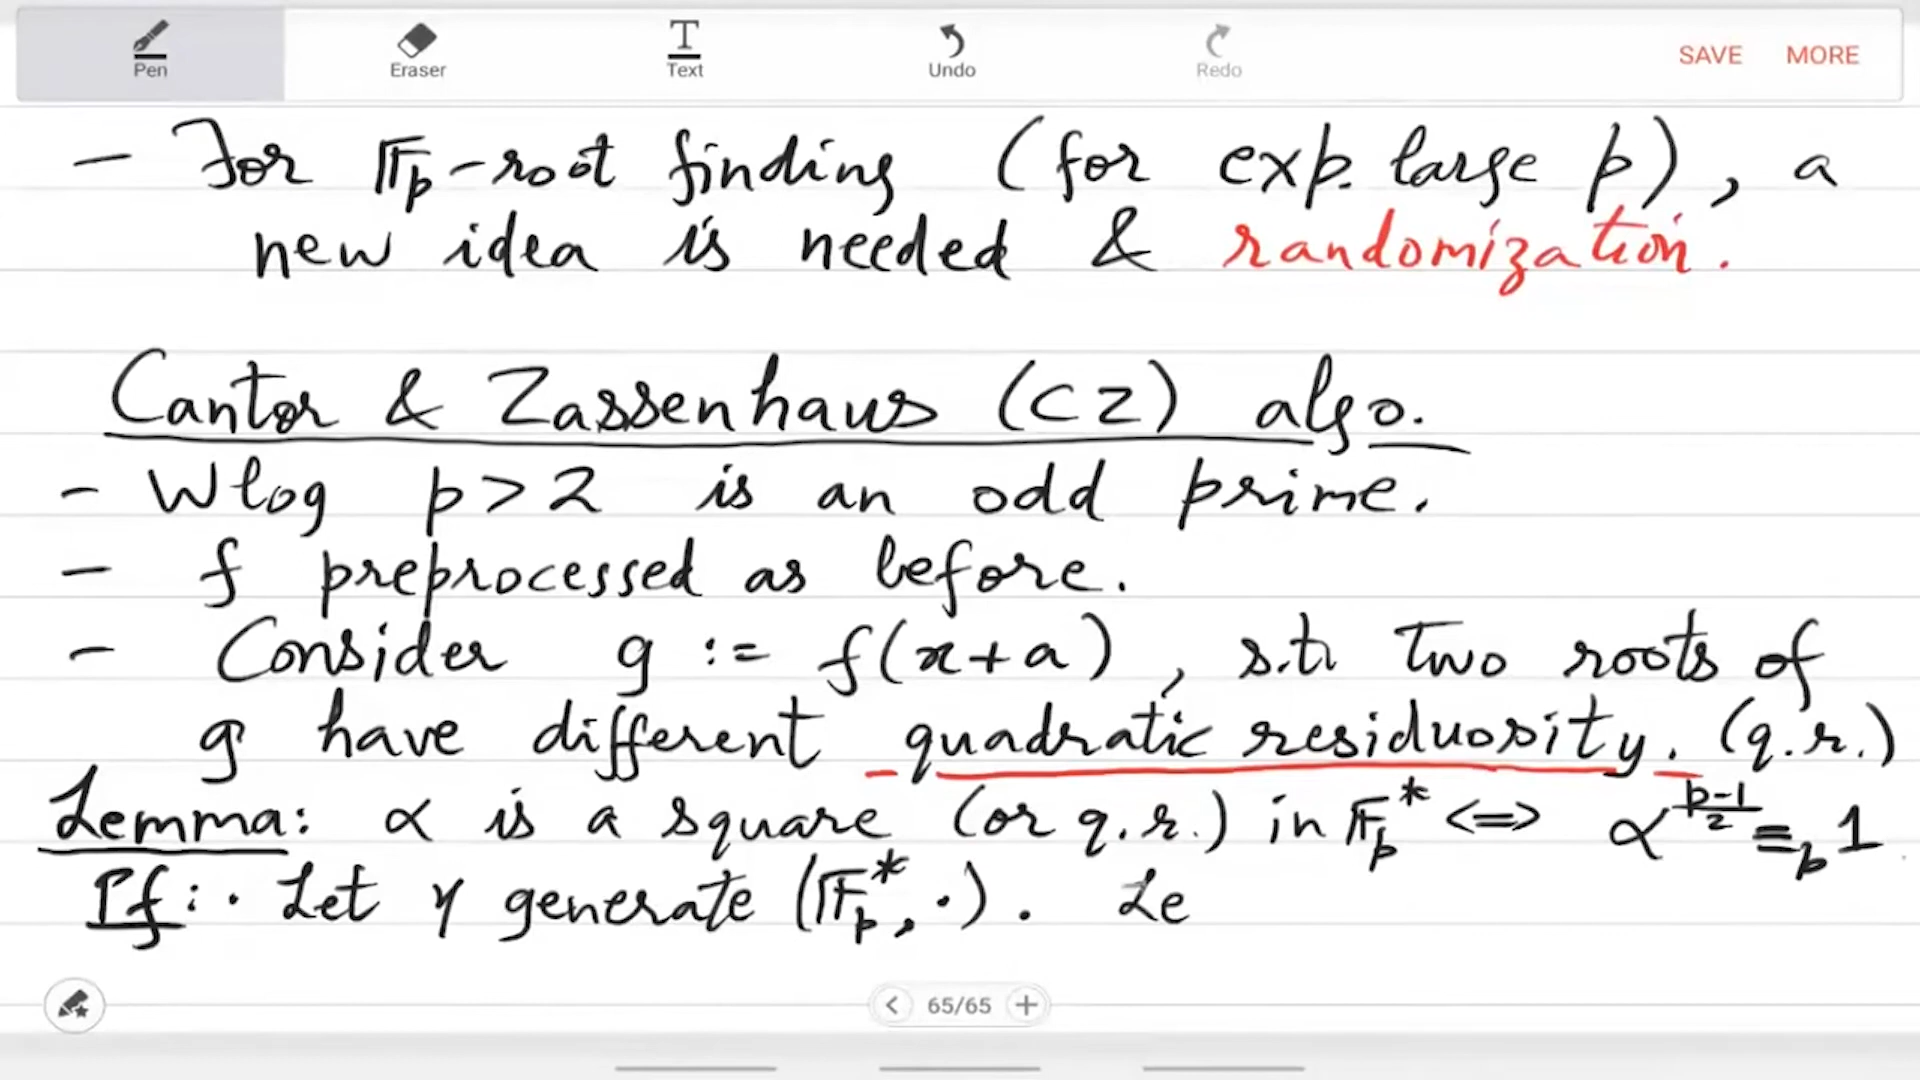 Pen Eraser Text Undo Redo SAVE MORE
- For 𝔽p-root finding (for exp. large p), a
new idea is needed & randomization.
Cantor & Zassenhaus (CZ) algo.
- Wlog p>2 is an odd prime.
- f preprocessed as before.
- Consider g := f(x+a), s.t. two roots of
g have different quadratic residuosity. (q.r.)
Lemma: α is a square (or q.r.) in 𝔽p* <=> α^((p-1)/2) ≡p 1
Pf: · Let γ generate (𝔽p*, ·). Le
65/65